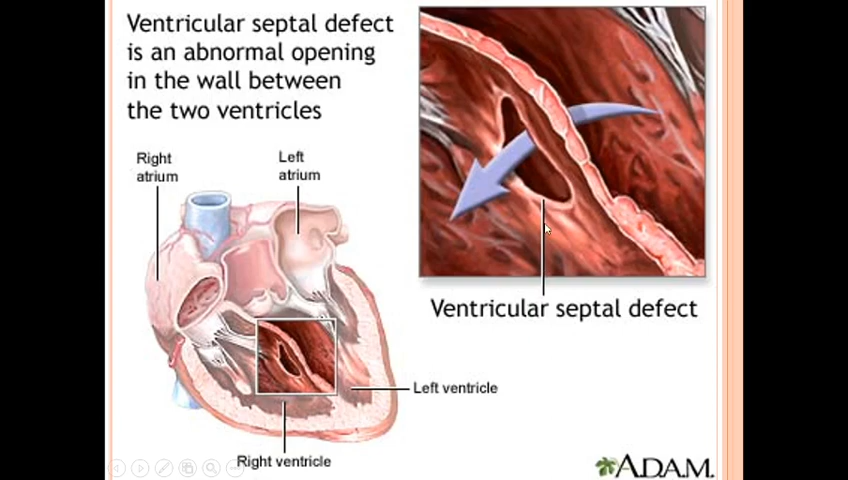 Ventricular septal defect
is an abnormal opening
in the wall between
the two ventricles
Right
atrium
Left
atrium
Ventricular septal defect
Left ventricle
Right ventricle
A.D.A.M.